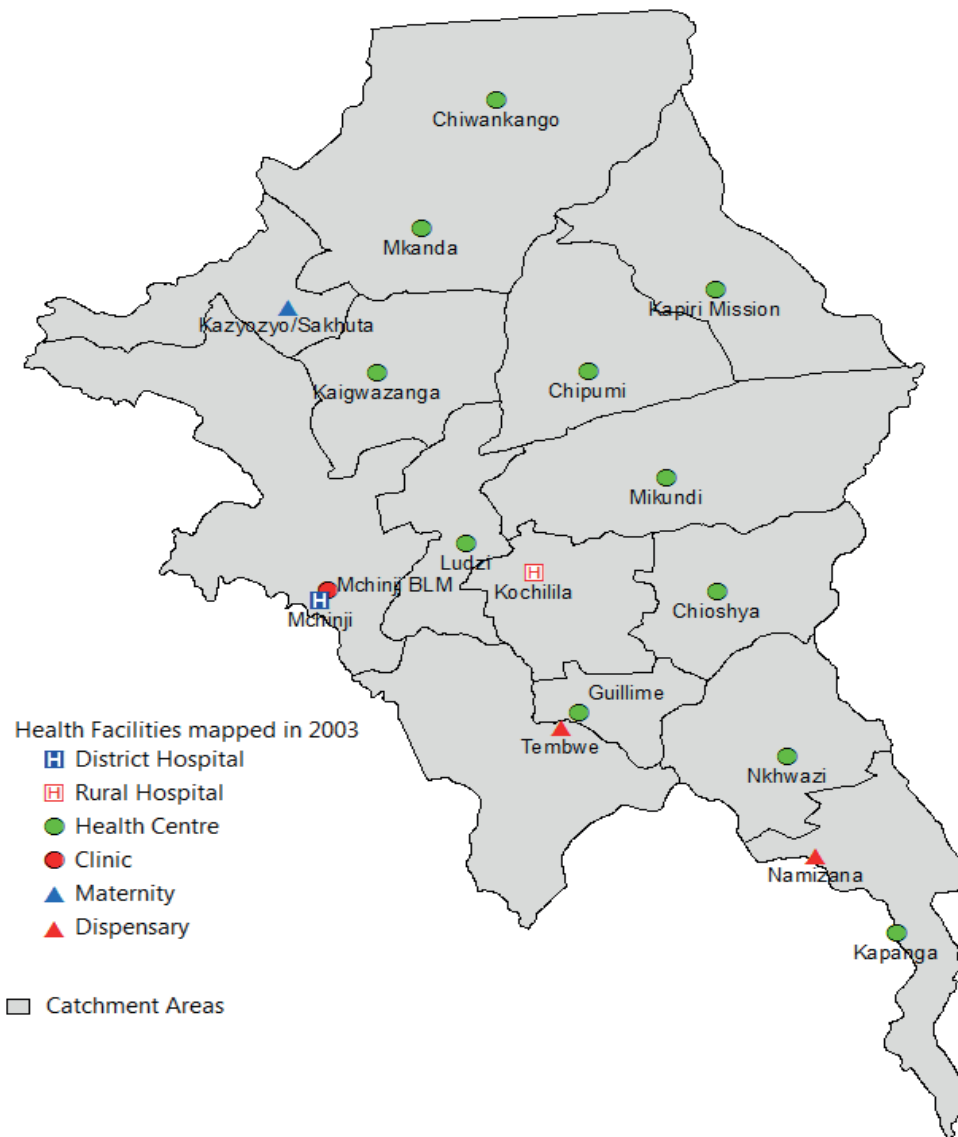 Chiwankango
Mkanda
Kapiri Mission
Kazyozyo/Sakhuta
Kaigwazanga
Chipumi
Mikundi
Ludzi
H
Kochilila
Mchinji BLM
H
Mchinji
Chioshya
Guillime
Tembwe
Nkhwazi
Namizana
Kapanga
Health Facilities mapped in 2003
H District Hospital
H Rural Hospital
Health Centre
Clinic
Maternity
Dispensary
Catchment Areas